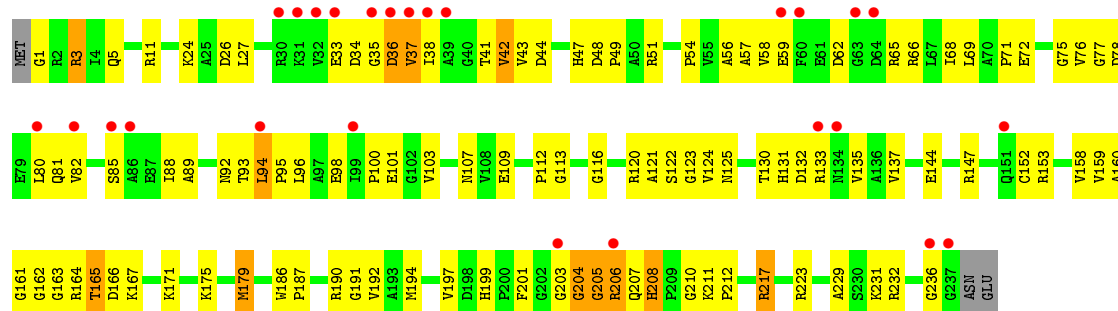 MET G1 R2 R3 I4 Q5 R11 K24 A25 D26 L27 R30 K31 V32 E33 D34 G35 D36 V37 I38 A39 G40 T41 V42 V43 D44 H47 D48 P49 A50 R51 P54 V55 A56 A57 V58 E59 F60 E61 D62 G63 D64 R65 R66 L67 I68 L69 A70 P71 E72 G75 V76 G77 D78
E79 L80 Q81 V82 S85 A86 E87 I88 A89 N92 T93 L94 P95 L96 A97 E98 I99 P100 E101 G102 V103 N107 V108 E109 P112 G113 G116 R120 A121 S122 G123 V124 N125 T130 H131 D132 R133 N134 V135 A136 V137 E144 R147 Q151 C152 R153 V158 V159 A160
G161 G162 G163 R164 T165 D166 K167 K171 K175 M179 W186 P187 R190 G191 V192 A193 M194 V197 D198 H199 P200 F201 G202 G203 G204 G205 R206 Q207 H208 P209 G210 K211 P212 R217 R223 A229 S230 K231 R232 G236 G237 ASN GLU